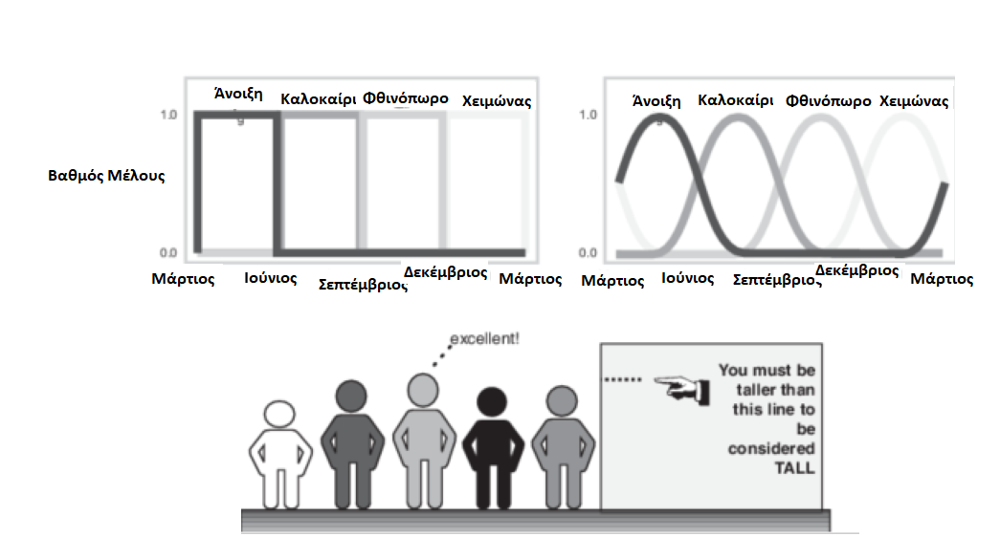 Άνοιξη Καλοκαίρι Φθινόπωρο Χειμώνας
1.0
Βαθμός Μέλους
0.0
Μάρτιος Ιούνιος Σεπτέμβριος Δεκέμβριος Μάρτιος
Άνοιξη Καλοκαίρι Φθινόπωρο Χειμώνας
1.0
0.0
Μάρτιος Ιούνιος Σεπτέμβριος Δεκέμβριος Μάρτιος
excellent!
You must be
taller than
this line to
be
considered
TALL